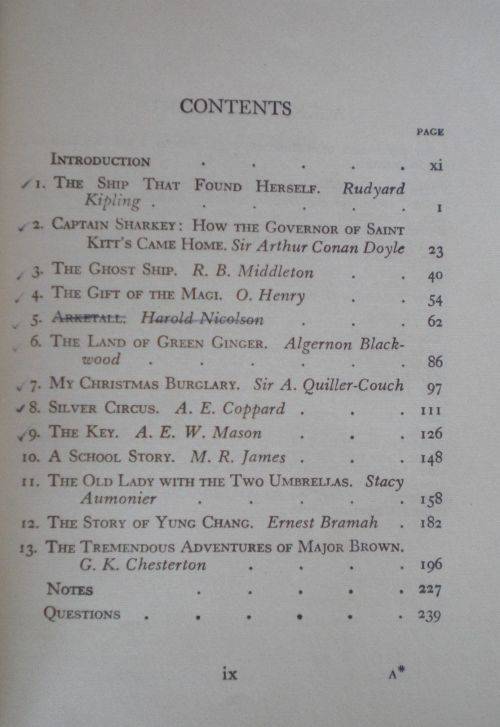 CONTENTS
PAGE
INTRODUCTION . . . . . xi
1. THE SHIP THAT FOUND HERSELF. Rudyard
Kipling . . . . . . 1
2. CAPTAIN SHARKEY: HOW THE GOVERNOR OF SAINT
KITT'S CAME HOME. Sir Arthur Conan Doyle 23
3. THE GHOST SHIP. R. B. Middleton . . 40
4. THE GIFT OF THE MAGI. O. Henry . . 54
5. ARKETALL. Harold Nicolson . . . 62
6. THE LAND OF GREEN GINGER. Algernon Black-
wood . . . . . . 86
7. MY CHRISTMAS BURGLARY. Sir A. Quiller-Couch 97
8. SILVER CIRCUS. A. E. Coppard . . . 111
9. THE KEY. A. E. W. Mason . . . 126
10. A SCHOOL STORY. M. R. James . . . 148
11. THE OLD LADY WITH THE TWO UMBRELLAS. Stacy
Aumonier . . . . . 158
12. THE STORY OF YUNG CHANG. Ernest Bramah . 182
13. THE TREMENDOUS ADVENTURES OF MAJOR BROWN.
G. K. Chesterton . . . . 196
NOTES . . . . . 227
QUESTIONS . . . . . . 239
ix A*